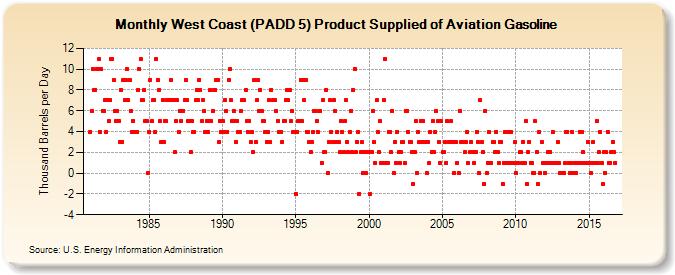 Monthly West Coast (PADD 5) Product Supplied of Aviation Gasoline
Thousand Barrels per Day
12
10
8
6
4
2
0
-2
-4
1985 1990 1995 2000 2005 2010 2015
Source: U.S. Energy Information Administration